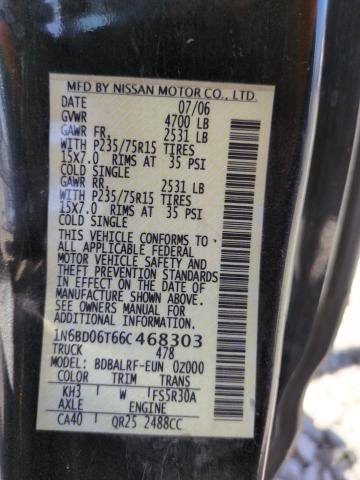 MFD BY NISSAN MOTOR CO., LTD.
DATE 07/06
GVWR 4700 LB
GAWR FR. 2531 LB
WITH P235/75R15 TIRES
15X7.0 RIMS AT 35 PSI
COLD SINGLE
GAWR RR. 2531 LB
WITH P235/75R15 TIRES
15X7.0 RIMS AT 35 PSI
COLD SINGLE
THIS VEHICLE CONFORMS TO
ALL APPLICABLE FEDERAL
MOTOR VEHICLE SAFETY AND
THEFT PREVENTION STANDARDS
IN EFFECT ON THE DATE OF
MANUFACTURE SHOWN ABOVE.
SEE OWNERS MANUAL FOR
ADDITIONAL INFORMATION
1N6BD06T66C468303
TRUCK 478
MODEL: BDBALRF-EUN 0Z000
COLOR TRIM TRANS
KH3 W FS5R30A
AXLE ENGINE
CA40 QR25 2488CC